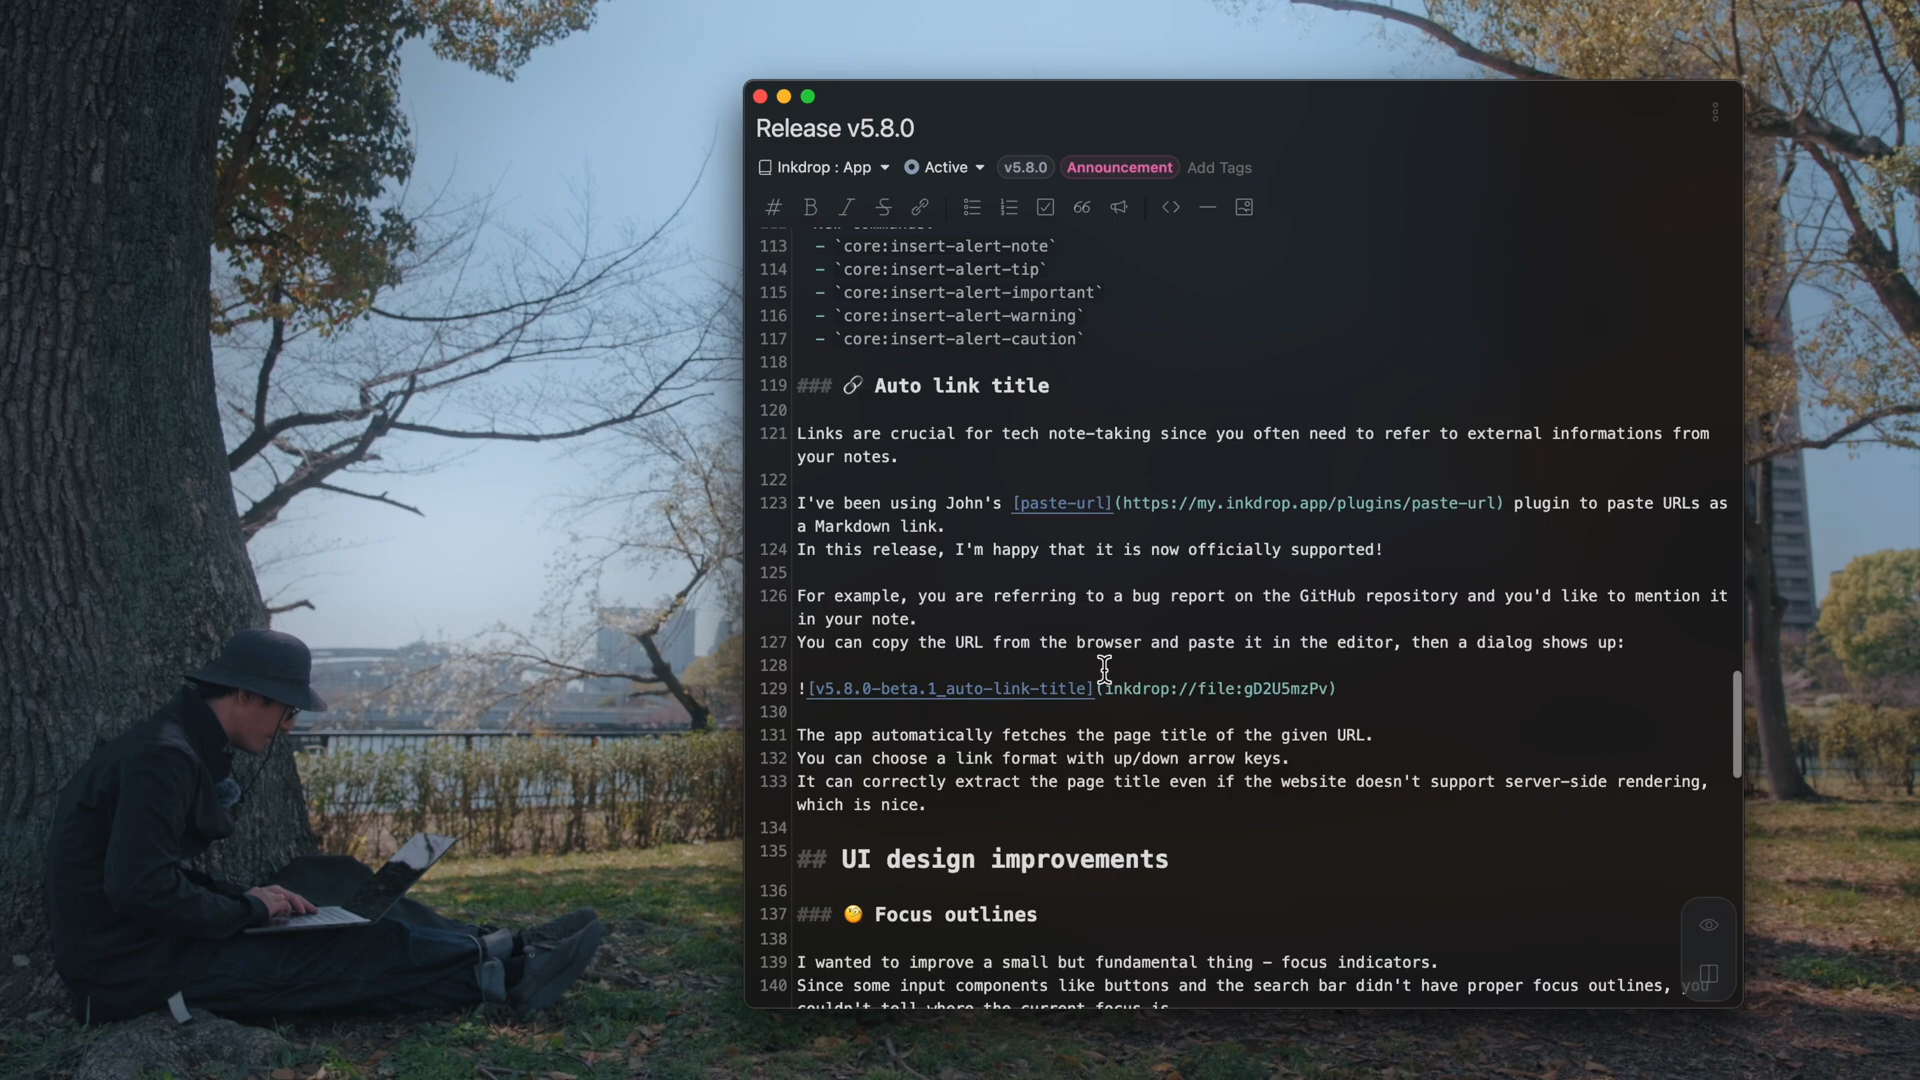 Release v5.8.0
Inkdrop : App Active v5.8.0 Announcement Add Tags
113 - `core:insert-alert-note`
114 - `core:insert-alert-tip`
115 - `core:insert-alert-important`
116 - `core:insert-alert-warning`
117 - `core:insert-alert-caution`
118
119 ### 🔗 Auto link title
120
121 Links are crucial for tech note-taking since you often need to refer to external informations from
your notes.
122
123 I've been using John's [paste-url](https://my.inkdrop.app/plugins/paste-url) plugin to paste URLs as
a Markdown link.
124 In this release, I'm happy that it is now officially supported!
125
126 For example, you are referring to a bug report on the GitHub repository and you'd like to mention it
in your note.
127 You can copy the URL from the browser and paste it in the editor, then a dialog shows up:
128
129 ![v5.8.0-beta.1_auto-link-title](inkdrop://file:gD2U5mzPv)
130
131 The app automatically fetches the page title of the given URL.
132 You can choose a link format with up/down arrow keys.
133 It can correctly extract the page title even if the website doesn't support server-side rendering,
which is nice.
134
135 ## UI design improvements
136
137 ### 🧐 Focus outlines
138
139 I wanted to improve a small but fundamental thing – focus indicators.
140 Since some input components like buttons and the search bar didn't have proper focus outlines, you
couldn't tell where the current focus is